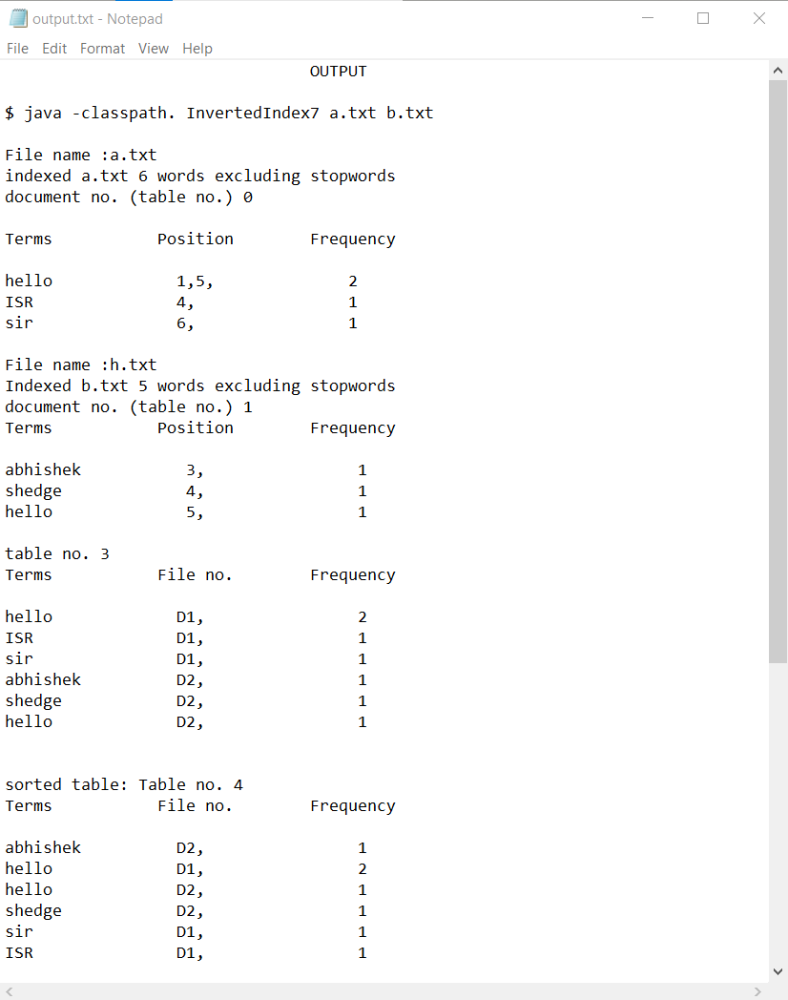 output.txt - Notepad
File Edit Format View Help
OUTPUT
$ java -classpath. InvertedIndex7 a.txt b.txt
File name :a.txt
indexed a.txt 6 words excluding stopwords
document no. (table no.) 0
Terms Position Frequency
hello 1,5, 2
ISR 4, 1
sir 6, 1
File name :h.txt
Indexed b.txt 5 words excluding stopwords
document no. (table no.) 1
Terms Position Frequency
abhishek 3, 1
shedge 4, 1
hello 5, 1
table no. 3
Terms File no. Frequency
hello D1, 2
ISR D1, 1
sir D1, 1
abhishek D2, 1
shedge D2, 1
hello D2, 1
sorted table: Table no. 4
Terms File no. Frequency
abhishek D2, 1
hello D1, 2
hello D2, 1
shedge D2, 1
sir D1, 1
ISR D1, 1